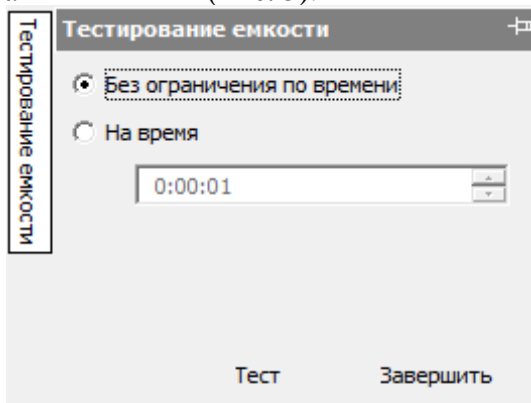 Тестирование емкости
Тестирование емкости
Без ограничения по времени
На время
0:00:01
Тест Завершить